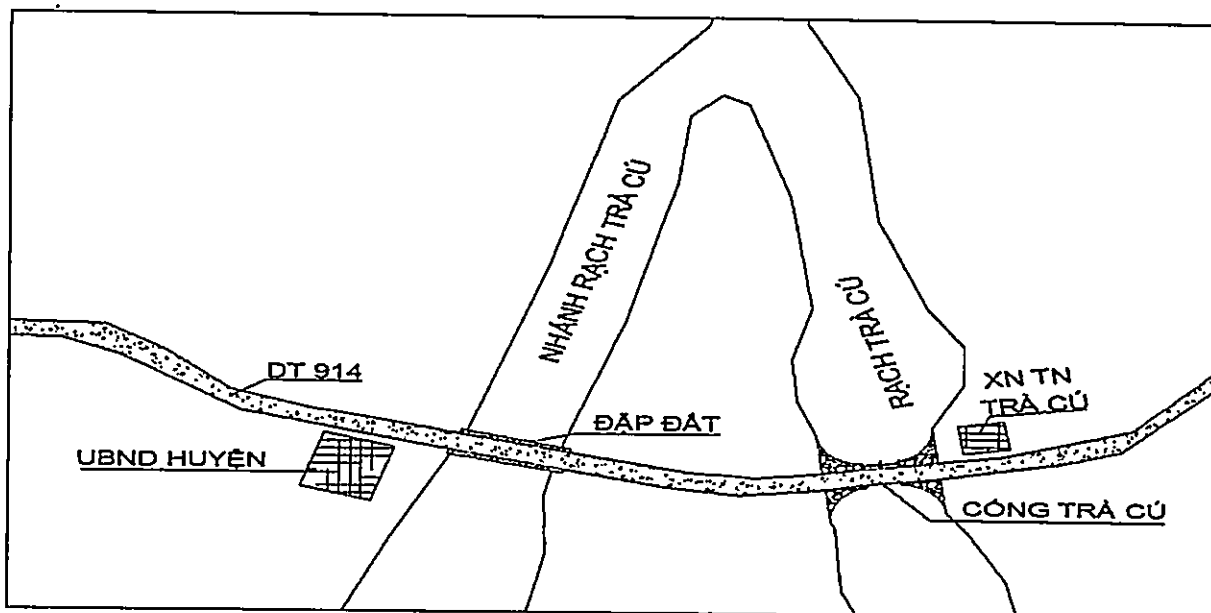 NHÁNH RẠCH TRÀ CÚ
RẠCH TRÀ CÚ
DT 914
XN TN
TRÀ CÚ
ĐẬP ĐẤT
UBND HUYỆN
CỐNG TRÀ CÚ